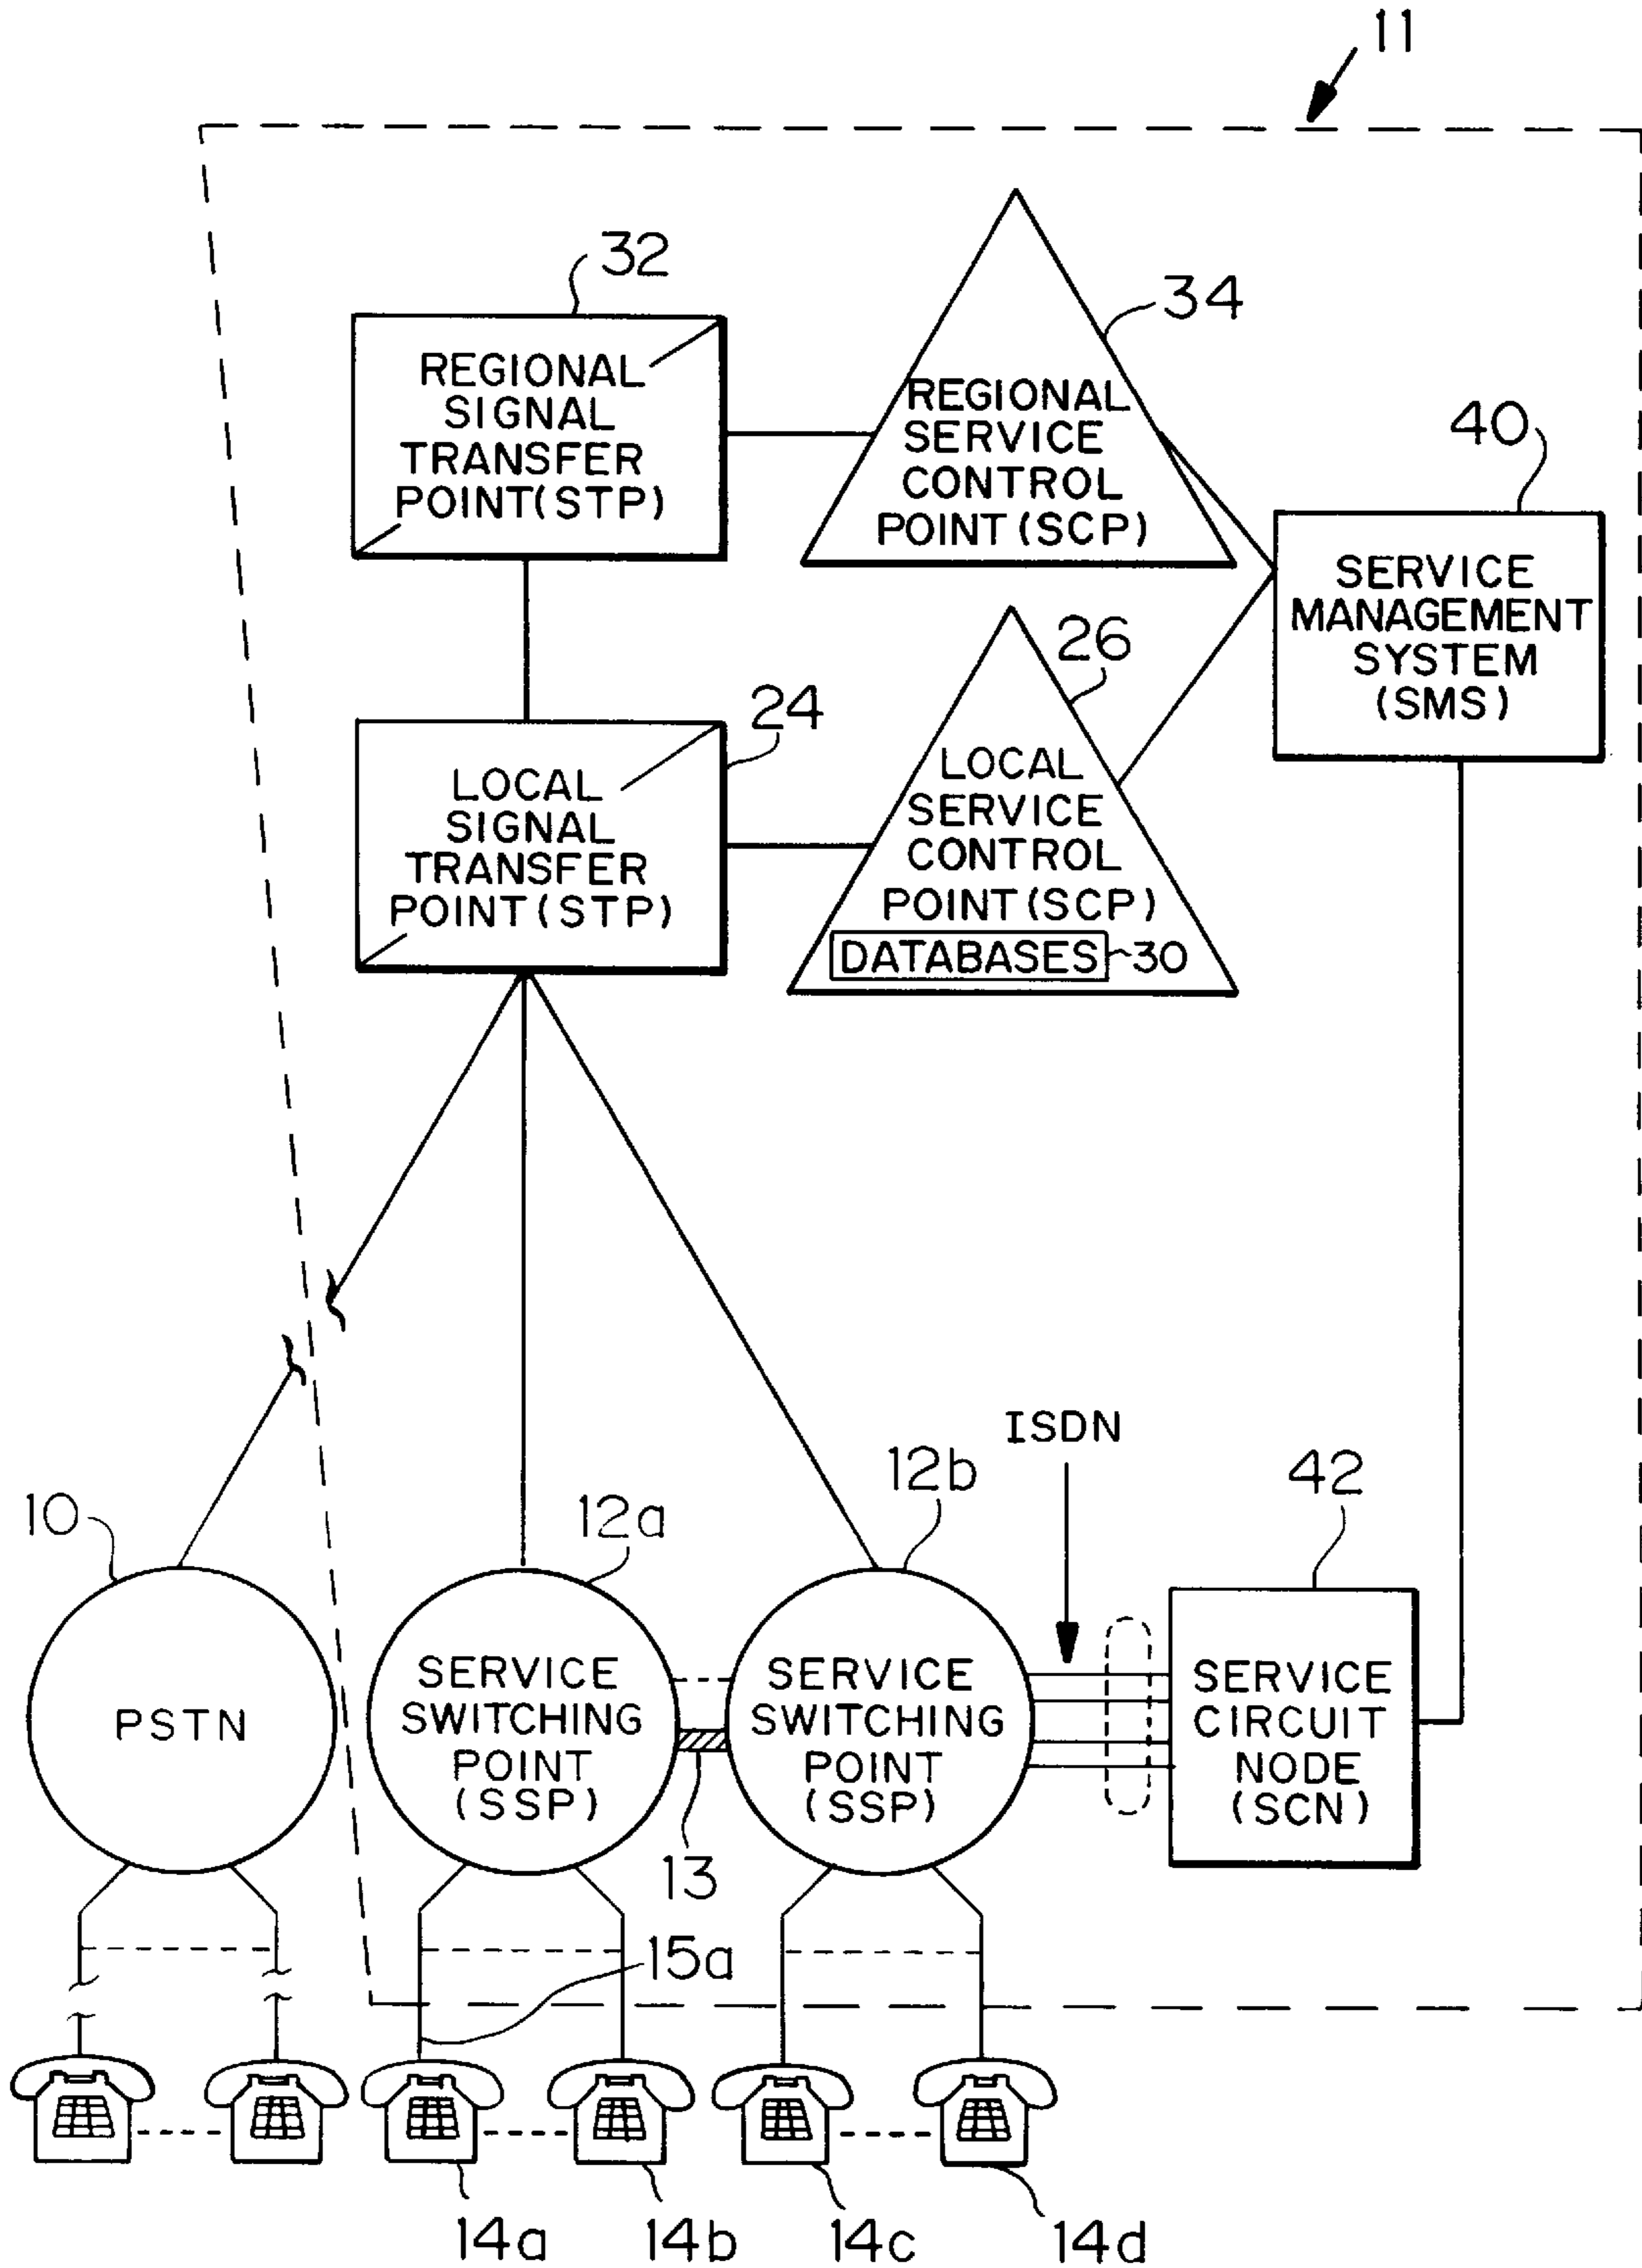 11
32
34
REGIONAL
SIGNAL
TRANSFER
POINT(STP)
REGIONAL
SERVICE
CONTROL
POINT(SCP)
40
SERVICE
MANAGEMENT
SYSTEM
(SMS)
26
24
LOCAL
SIGNAL
TRANSFER
POINT(STP)
LOCAL
SERVICE
CONTROL
POINT(SCP)
DATABASES 30
ISDN
10
12a
12b
42
PSTN
SERVICE
SWITCHING
POINT
(SSP)
SERVICE
SWITCHING
POINT
(SSP)
SERVICE
CIRCUIT
NODE
(SCN)
13
15a
14a
14b
14c
14d